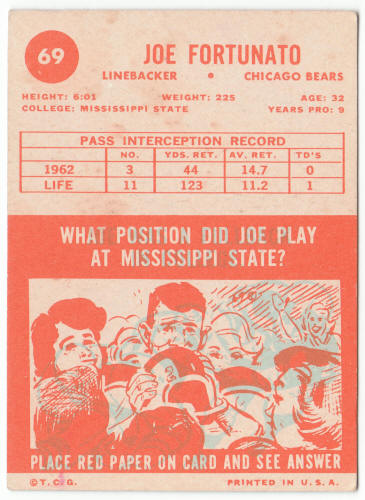 69
JOE FORTUNATO
LINEBACKER • CHICAGO BEARS
HEIGHT: 6:01 WEIGHT: 225 AGE: 32
COLLEGE: MISSISSIPPI STATE YEARS PRO: 9
PASS INTERCEPTION RECORD
NO. YDS. RET. AV. RET. TD'S
1962 3 44 14.7 0
LIFE 11 123 11.2 1
WHAT POSITION DID JOE PLAY
AT MISSISSIPPI STATE?
PLACE RED PAPER ON CARD AND SEE ANSWER
© T.C.G. PRINTED IN U.S.A.